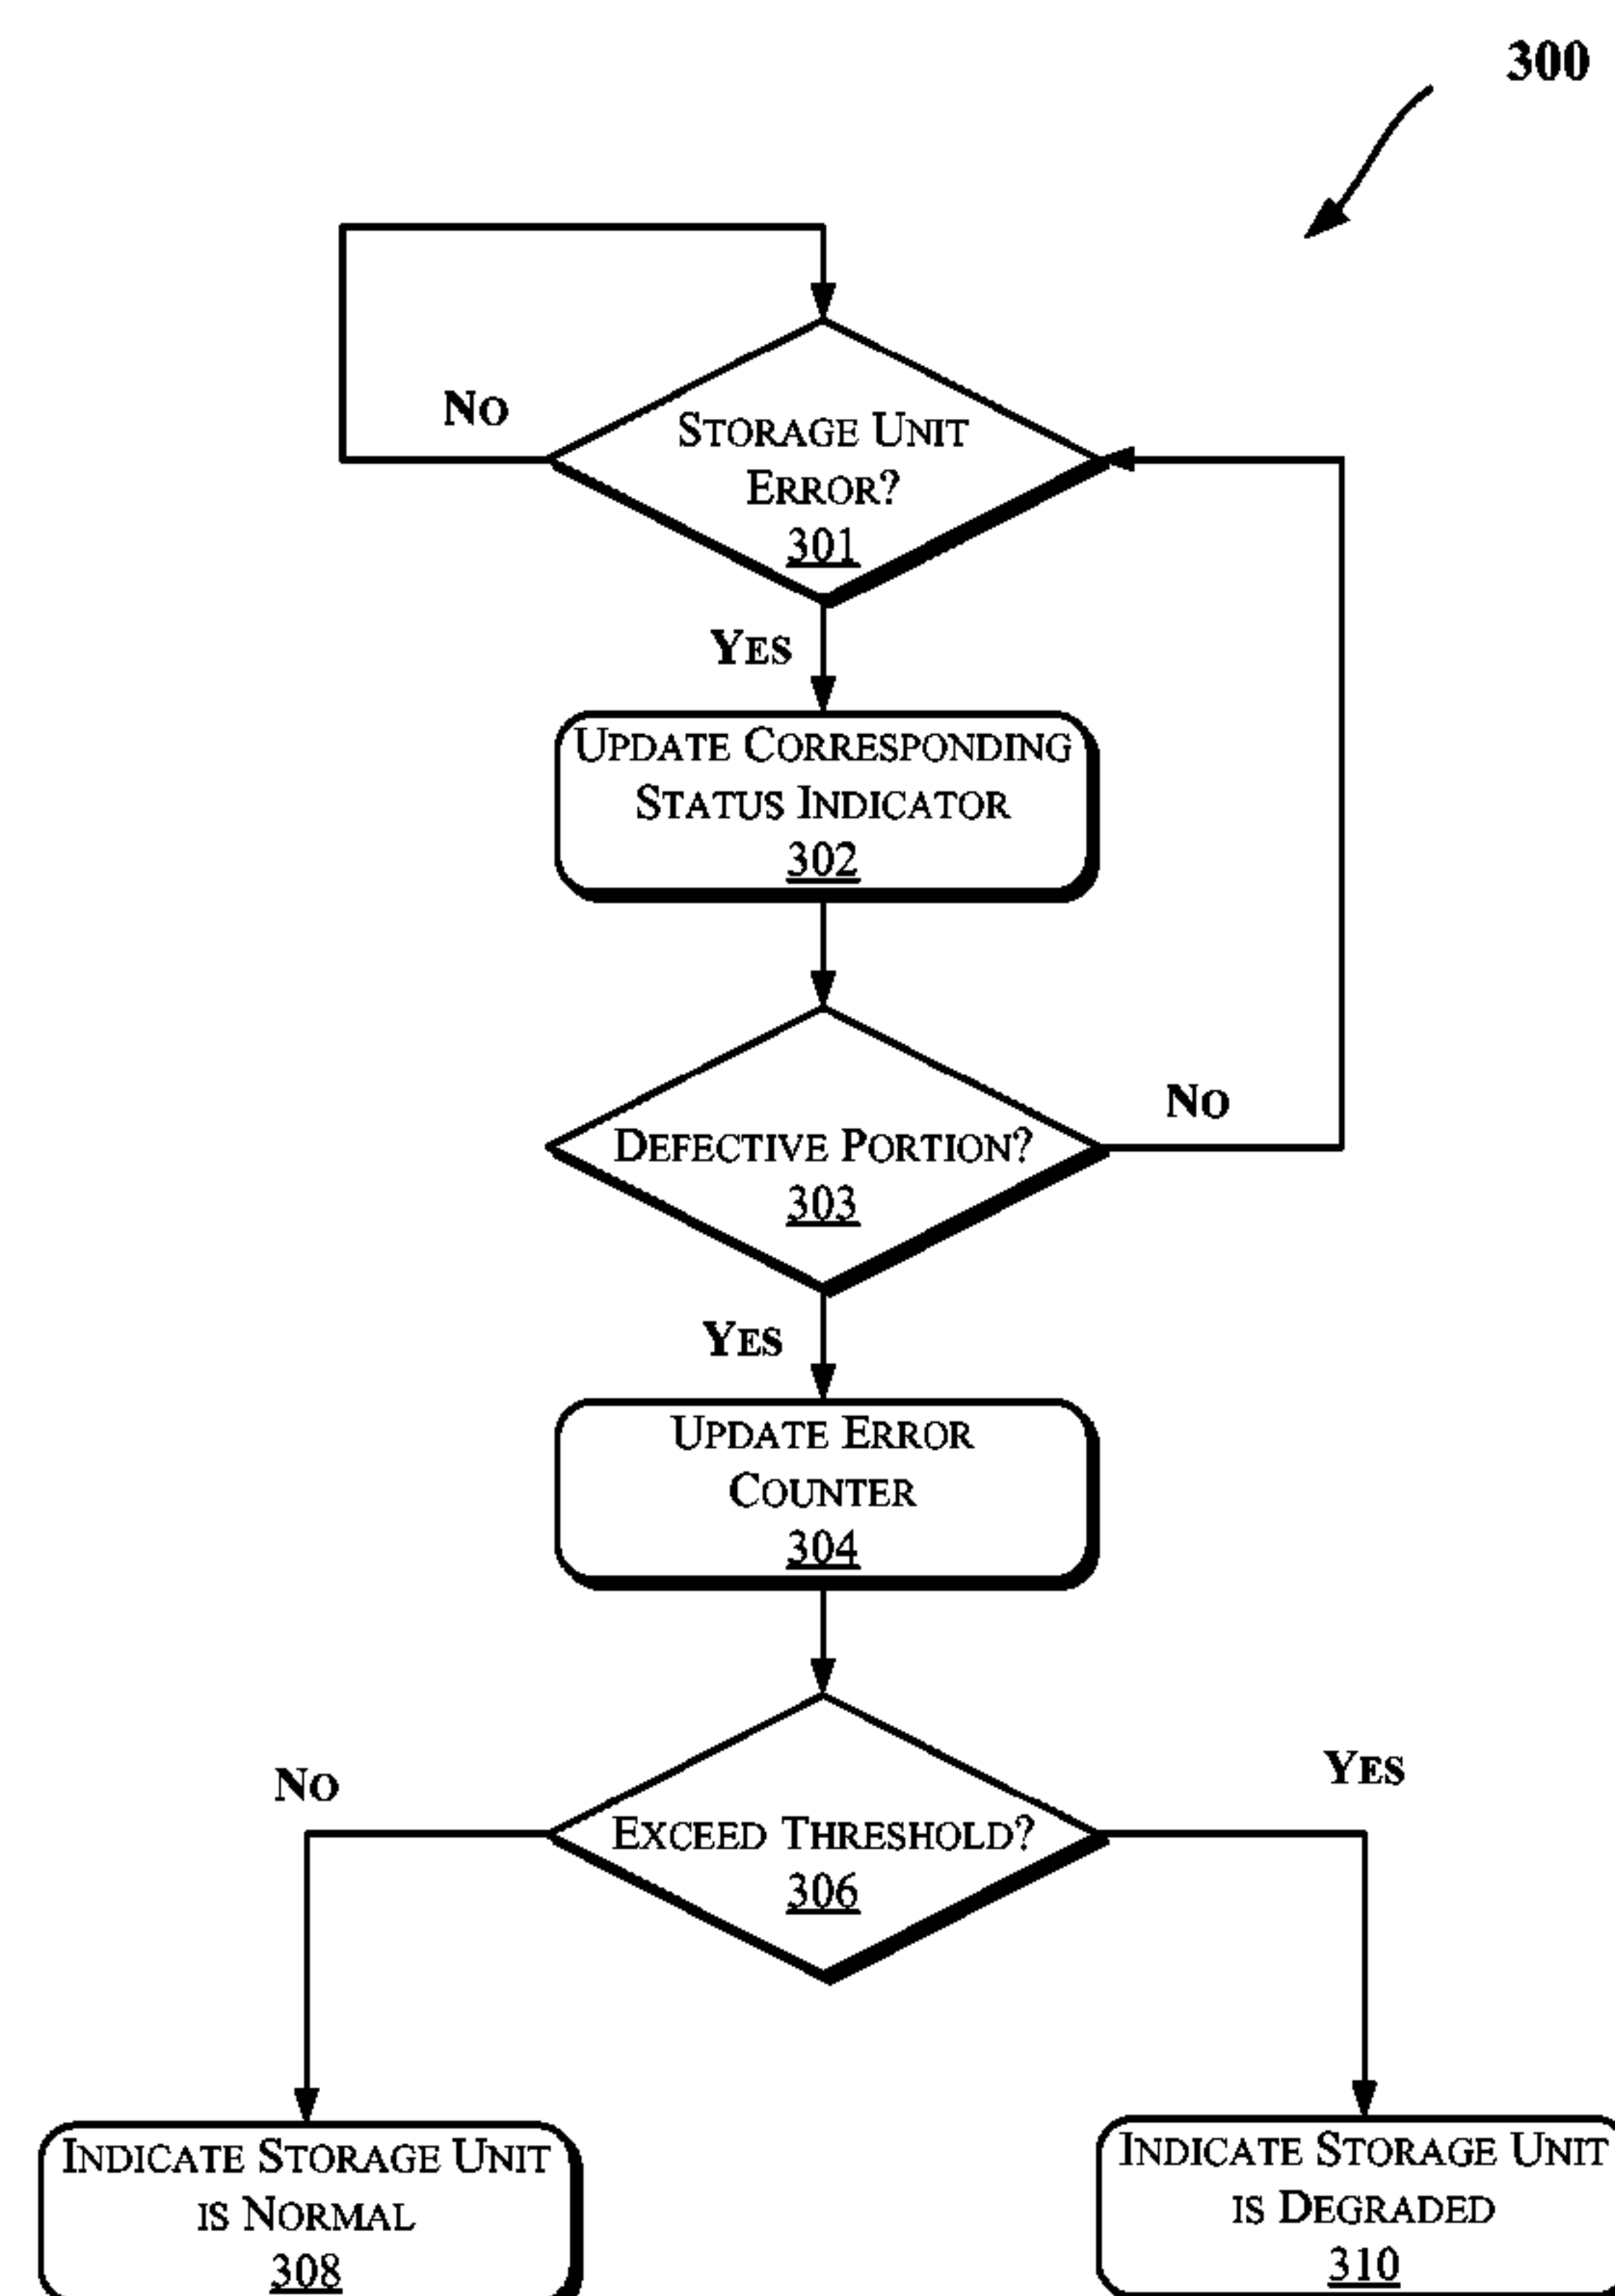 300
No
Storage Unit
Error?
301
Yes
Update Corresponding
Status Indicator
302
Defective Portion?
303
No
Yes
Update Error
Counter
304
No
Yes
Exceed Threshold?
306
Indicate Storage Unit
is Normal
308
Indicate Storage Unit
is Degraded
310